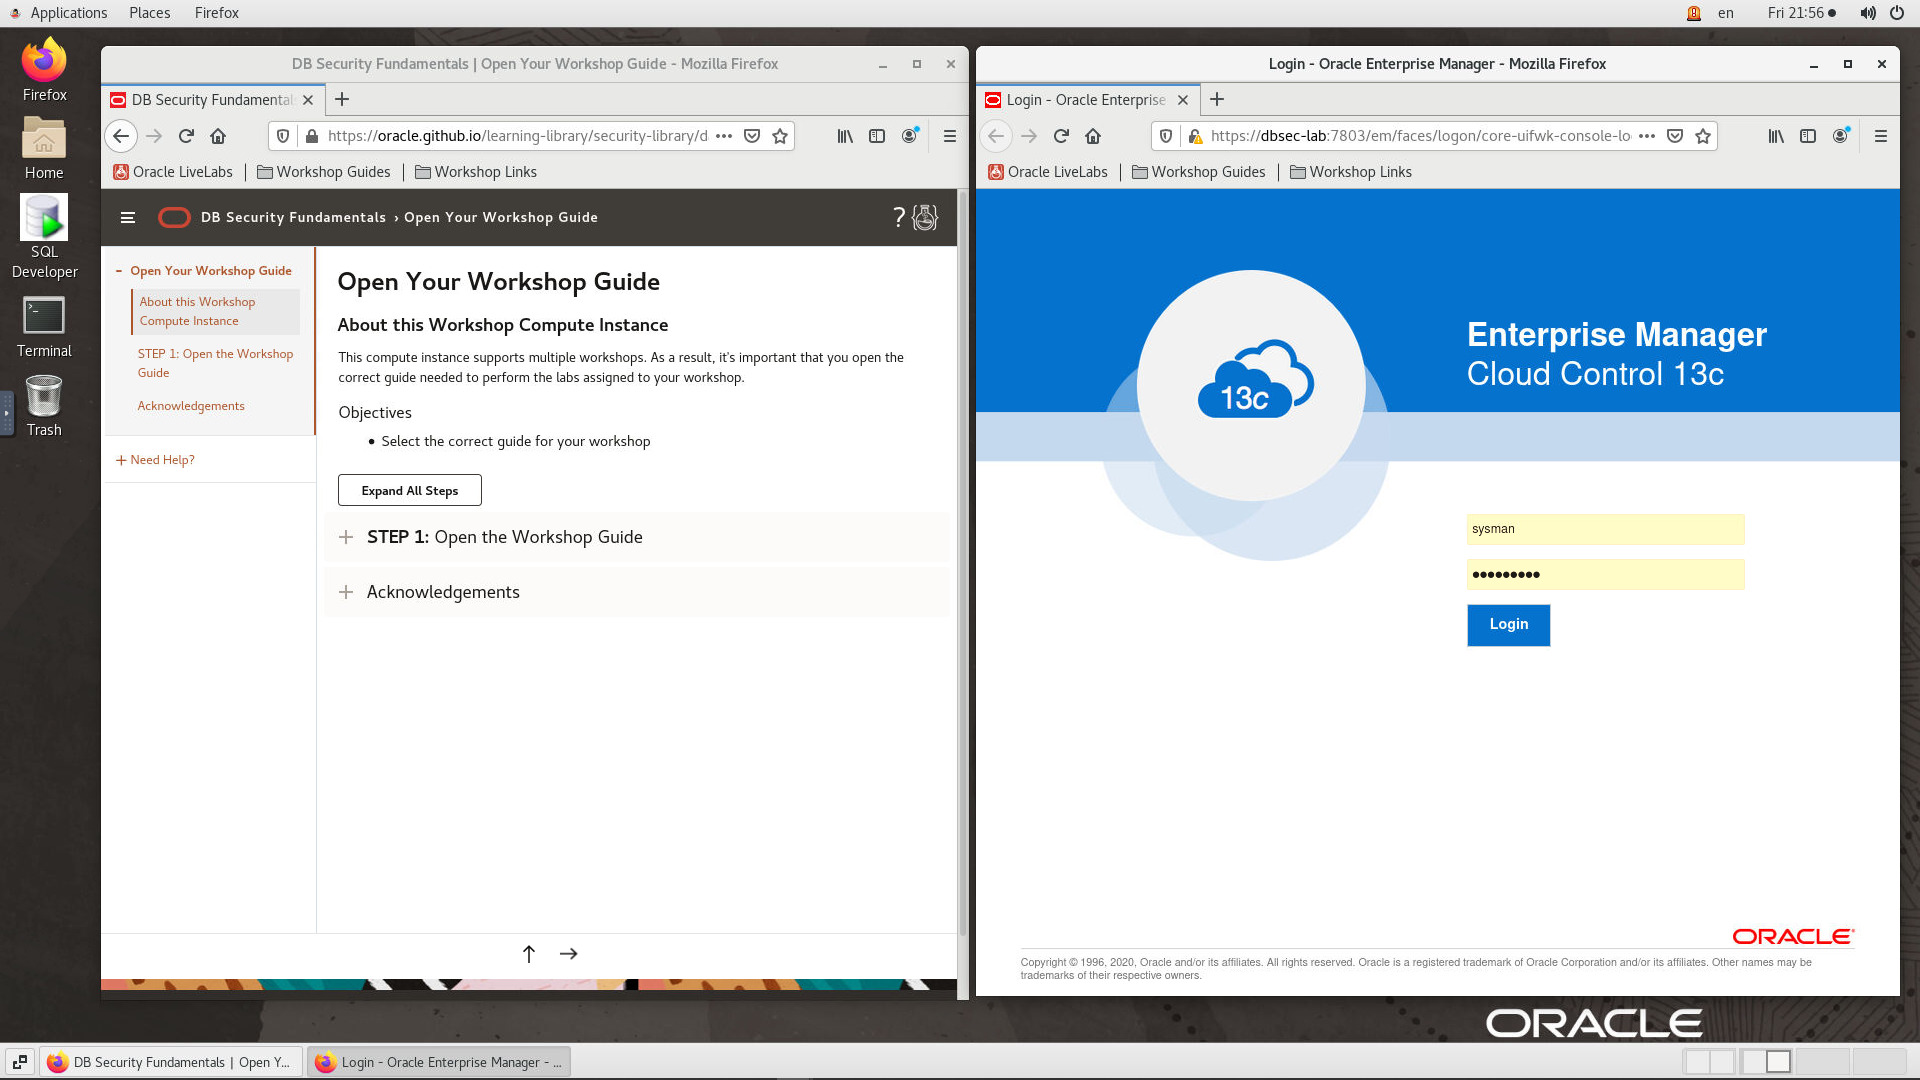 Applications Places Firefox
en Fri 21:56
Firefox
Home
SQL
Developer
Terminal
Trash
DB Security Fundamentals | Open Your Workshop Guide - Mozilla Firefox
DB Security Fundamentals
https://oracle.github.io/learning-library/security-library/d
Oracle LiveLabs Workshop Guides Workshop Links
DB Security Fundamentals › Open Your Workshop Guide
?
- Open Your Workshop Guide
About this Workshop
Compute Instance
STEP 1: Open the Workshop
Guide
Acknowledgements
+ Need Help?
Open Your Workshop Guide
About this Workshop Compute Instance
This compute instance supports multiple workshops. As a result, it's important that you open the
correct guide needed to perform the labs assigned to your workshop.
Objectives
• Select the correct guide for your workshop
Expand All Steps
+ STEP 1: Open the Workshop Guide
+ Acknowledgements
Login - Oracle Enterprise Manager - Mozilla Firefox
Login - Oracle Enterprise
https://dbsec-lab:7803/em/faces/logon/core-uifwk-console-lo
Oracle LiveLabs Workshop Guides Workshop Links
13c
Enterprise Manager
Cloud Control 13c
sysman
•••••••••
Login
ORACLE
Copyright © 1996, 2020, Oracle and/or its affiliates. All rights reserved. Oracle is a registered trademark of Oracle Corporation and/or its affiliates. Other names may be
trademarks of their respective owners.
ORACLE
DB Security Fundamentals | Open Y...
Login - Oracle Enterprise Manager - ...